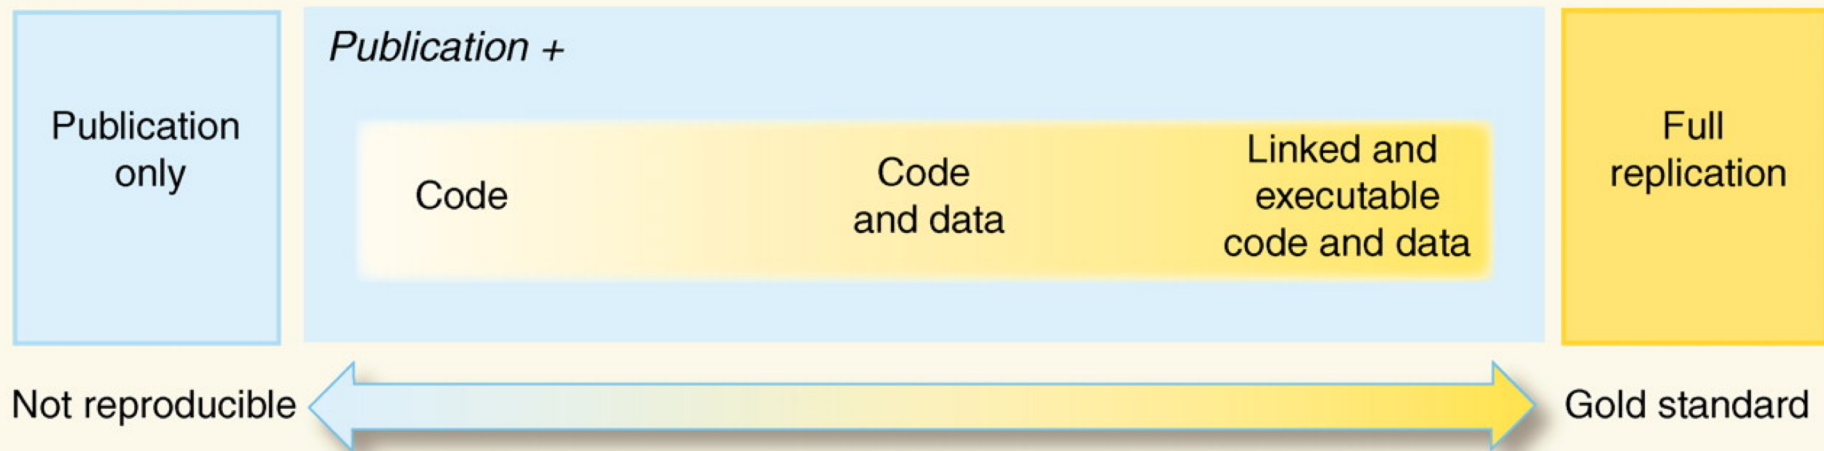 Publication +
Publication
only
Code
Code
and data
Linked and
executable
code and data
Full
replication
Not reproducible
Gold standard